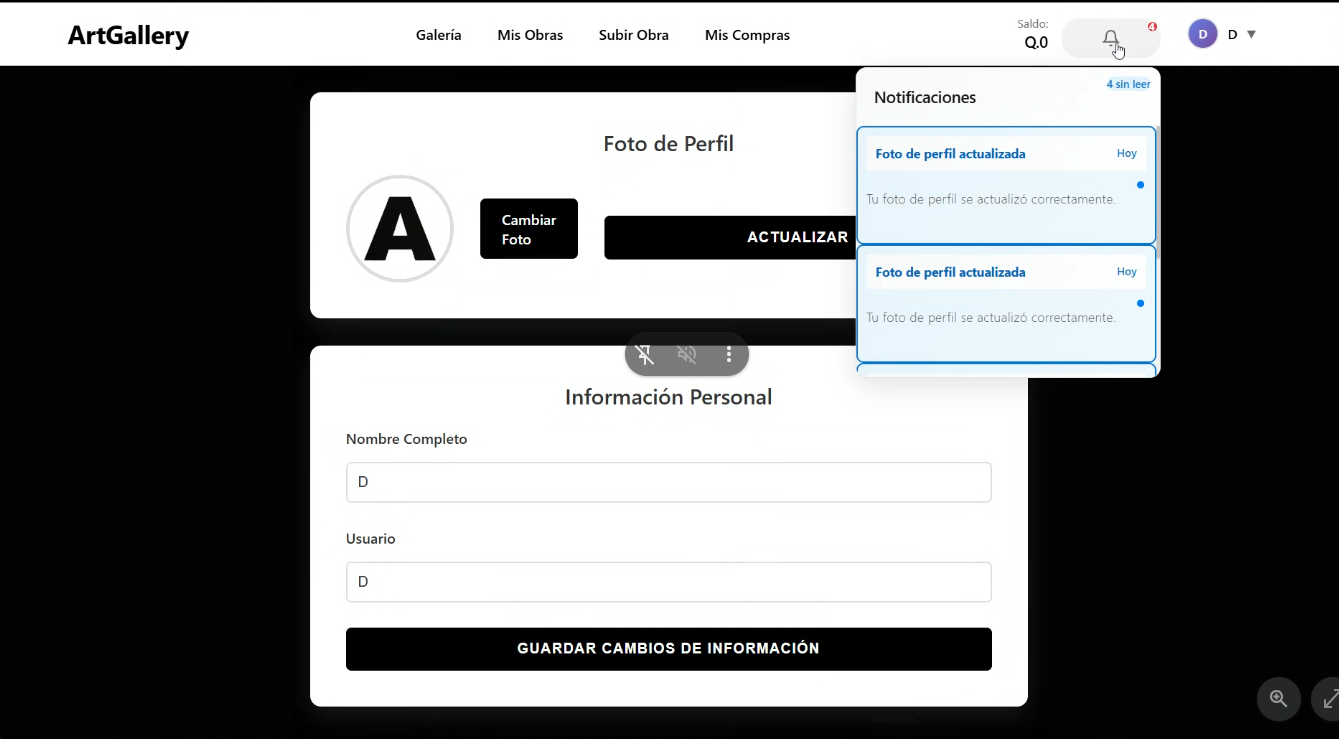 ArtGallery
Galería
Mis Obras
Subir Obra
Mis Compras
Saldo:
Q.0
4
D
D
Notificaciones
4 sin leer
Foto de perfil actualizada
Hoy
Tu foto de perfil se actualizó correctamente.
Foto de perfil actualizada
Hoy
Tu foto de perfil se actualizó correctamente.
Foto de Perfil
A
Cambiar
Foto
ACTUALIZAR
Información Personal
Nombre Completo
D
Usuario
D
GUARDAR CAMBIOS DE INFORMACIÓN